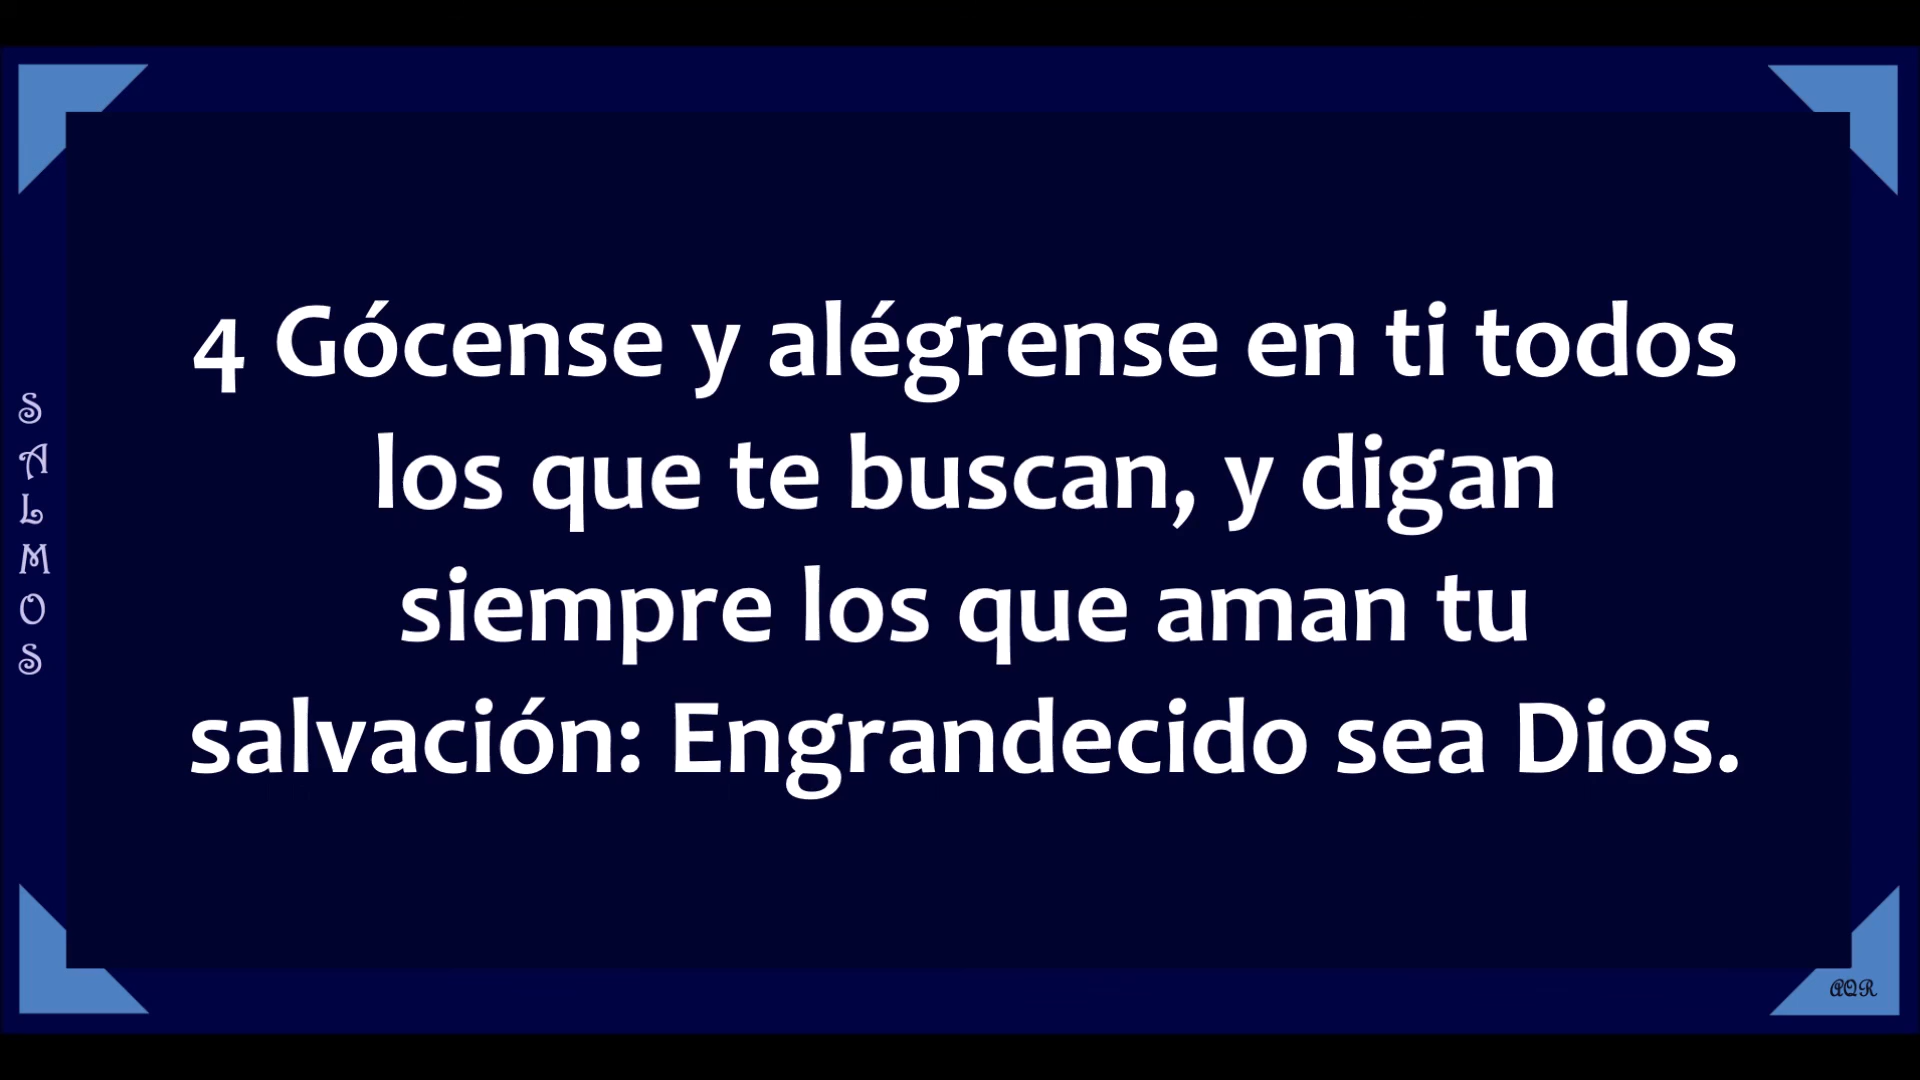 4 Gócense y alégrense en ti todos
los que te buscan, y digan
siempre los que aman tu
salvación: Engrandecido sea Dios.
SALMOS
AQR